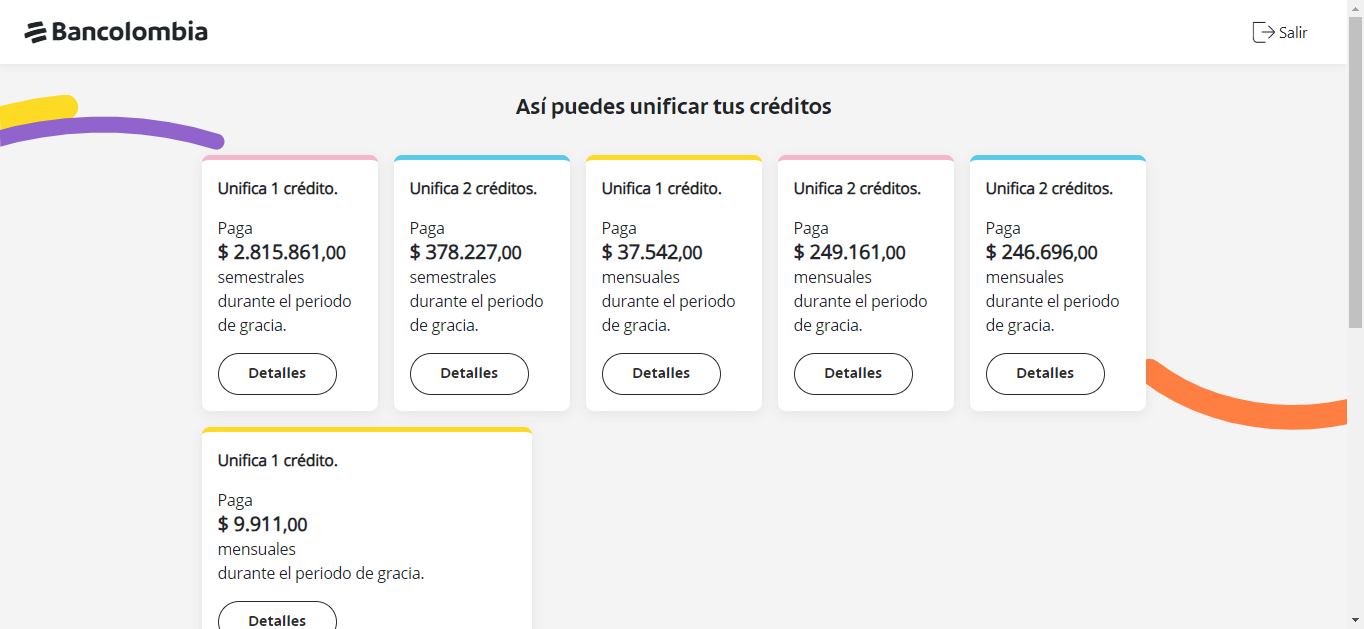 Bancolombia
Salir
Así puedes unificar tus créditos
Unifica 1 crédito.
Paga
$ 2.815.861,00
semestrales
durante el periodo
de gracia.
Detalles
Unifica 2 créditos.
Paga
$ 378.227,00
semestrales
durante el periodo
de gracia.
Detalles
Unifica 1 crédito.
Paga
$ 37.542,00
mensuales
durante el periodo
de gracia.
Detalles
Unifica 2 créditos.
Paga
$ 249.161,00
mensuales
durante el periodo
de gracia.
Detalles
Unifica 2 créditos.
Paga
$ 246.696,00
mensuales
durante el periodo
de gracia.
Detalles
Unifica 1 crédito.
Paga
$ 9.911,00
mensuales
durante el periodo de gracia.
Detalles